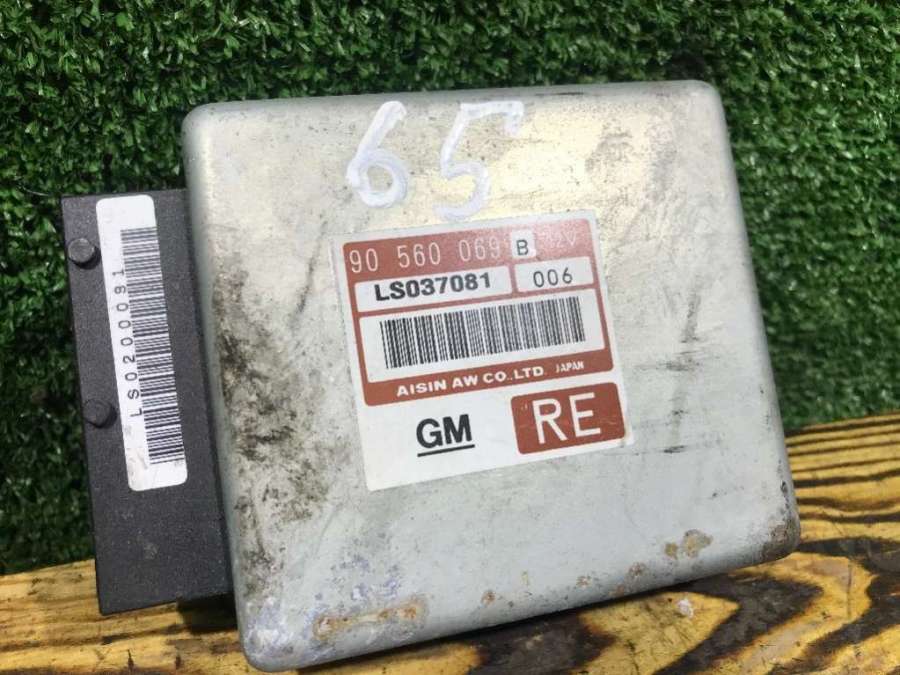 65
90 560 069 B 12V
LS037081 006
AISIN AW CO.,LTD. JAPAN
GM RE
LS0200091